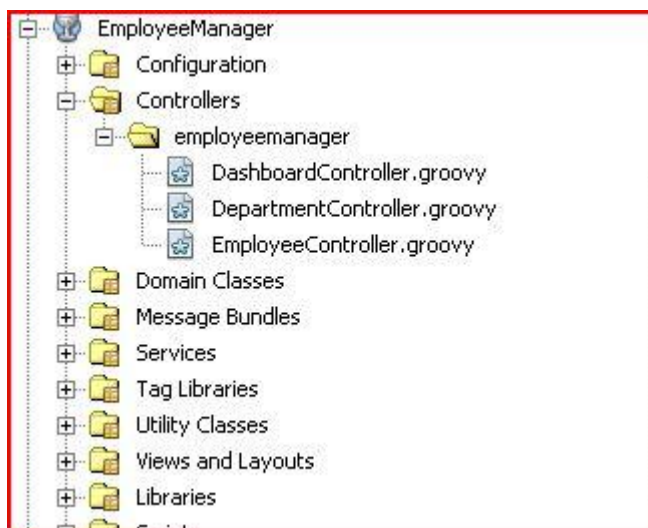 EmployeeManager
Configuration
Controllers
employeemanager
DashboardController.groovy
DepartmentController.groovy
EmployeeController.groovy
Domain Classes
Message Bundles
Services
Tag Libraries
Utility Classes
Views and Layouts
Libraries